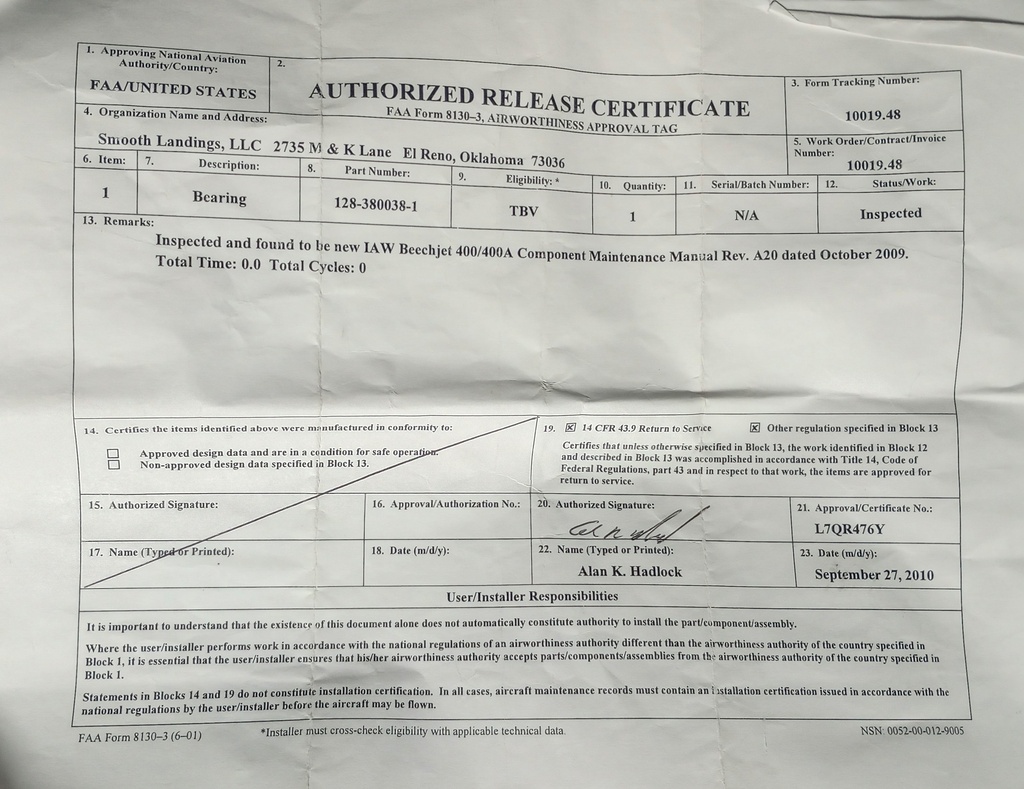 1. Approving National Aviation
Authority/Country:
FAA/UNITED STATES
2.
AUTHORIZED RELEASE CERTIFICATE
FAA Form 8130–3, AIRWORTHINESS APPROVAL TAG
3. Form Tracking Number:
10019.48
4. Organization Name and Address:
Smooth Landings, LLC 2735 M & K Lane El Reno, Oklahoma 73036
5. Work Order/Contract/Invoice
Number:
10019.48
6. Item:
1
7. Description:
Bearing
8. Part Number:
128-380038-1
9. Eligibility: *
TBV
10. Quantity:
1
11. Serial/Batch Number:
N/A
12. Status/Work:
Inspected
13. Remarks:
Inspected and found to be new IAW Beechjet 400/400A Component Maintenance Manual Rev. A20 dated October 2009.
Total Time: 0.0 Total Cycles: 0
14. Certifies the items identified above were manufactured in conformity to:
Approved design data and are in a condition for safe operation.
Non-approved design data specified in Block 13.
19. ☒ 14 CFR 43.9 Return to Service ☒ Other regulation specified in Block 13
Certifies that unless otherwise specified in Block 13, the work identified in Block 12
and described in Block 13 was accomplished in accordance with Title 14, Code of
Federal Regulations, part 43 and in respect to that work, the items are approved for
return to service.
15. Authorized Signature:
16. Approval/Authorization No.:
20. Authorized Signature:
21. Approval/Certificate No.:
L7QR476Y
17. Name (Typed or Printed):
18. Date (m/d/y):
22. Name (Typed or Printed):
Alan K. Hadlock
23. Date (m/d/y):
September 27, 2010
User/Installer Responsibilities
It is important to understand that the existence of this document alone does not automatically constitute authority to install the part/component/assembly.
Where the user/installer performs work in accordance with the national regulations of an airworthiness authority different than the airworthiness authority of the country specified in
Block 1, it is essential that the user/installer ensures that his/her airworthiness authority accepts parts/components/assemblies from the airworthiness authority of the country specified in
Block 1.
Statements in Blocks 14 and 19 do not constitute installation certification. In all cases, aircraft maintenance records must contain an installation certification issued in accordance with the
national regulations by the user/installer before the aircraft may be flown.
FAA Form 8130–3 (6–01)
*Installer must cross-check eligibility with applicable technical data.
NSN: 0052-00-012-9005